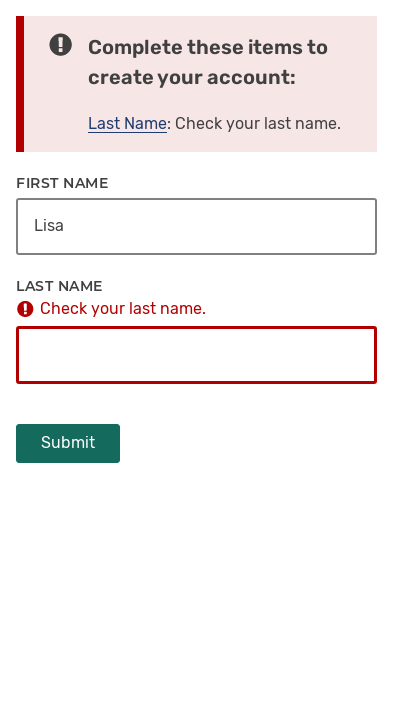 Complete these items to
create your account:
Last Name: Check your last name.
FIRST NAME
Lisa
LAST NAME
Check your last name.
Submit